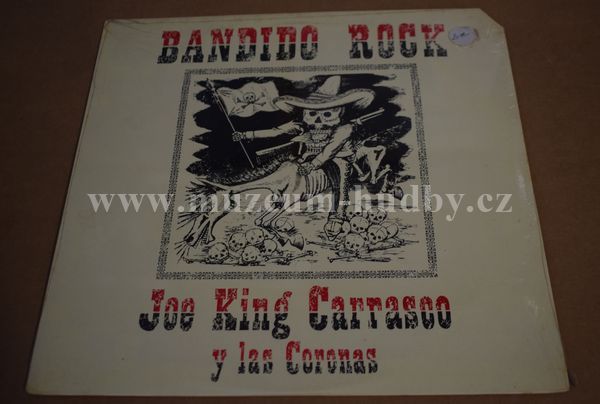 BANDIDO ROCK
www.muzeum-hudby.cz
Joe King Carrasco
y las Coronas